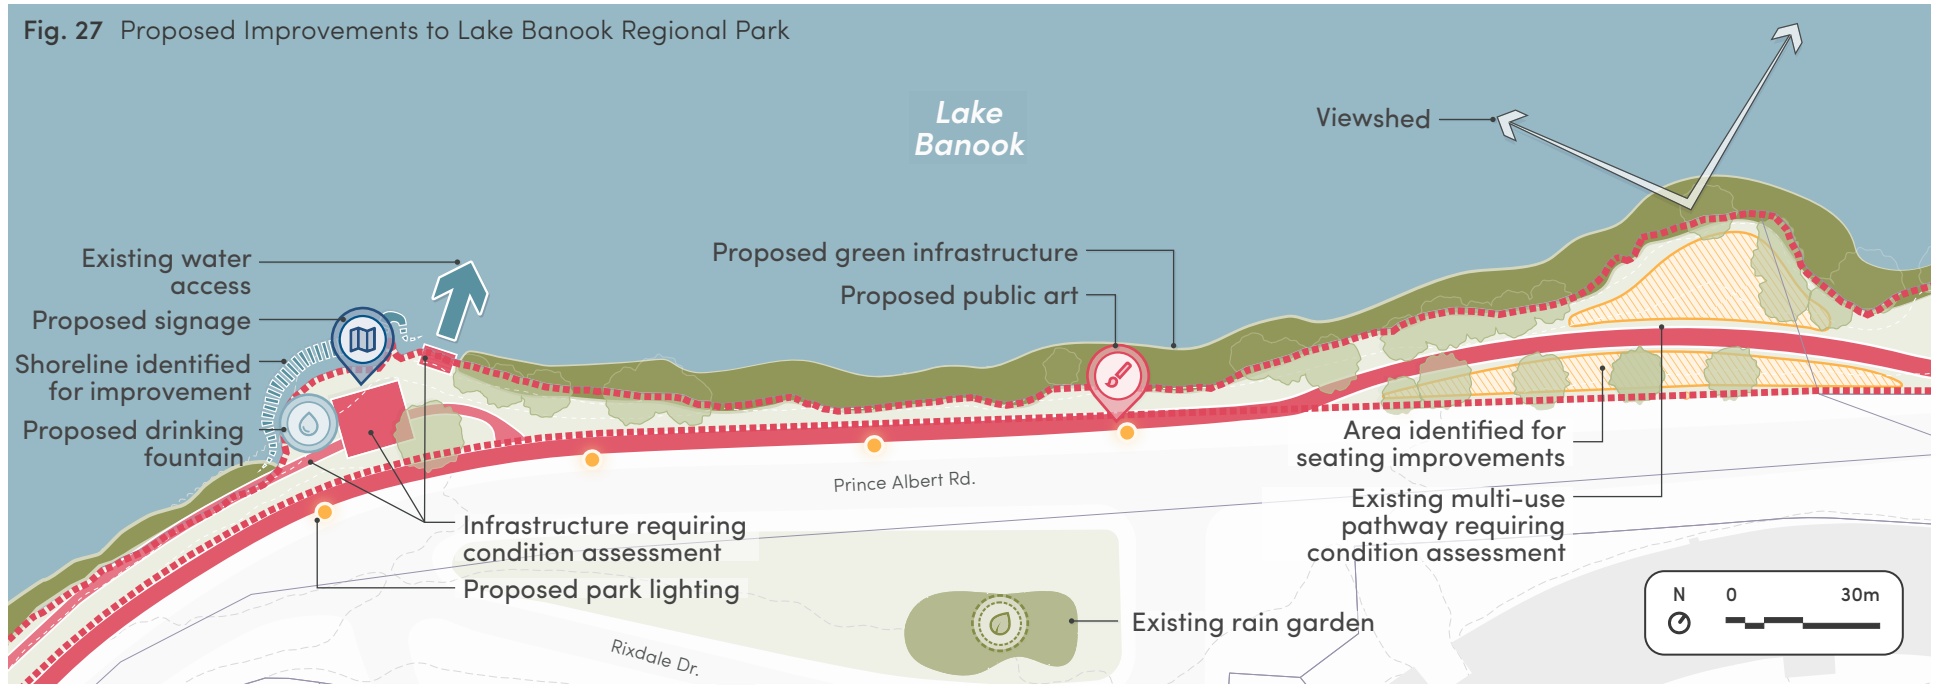 Fig. 27 Proposed Improvements to Lake Banook Regional Park
Lake
Banook
Viewshed
Existing water
access
Proposed signage
Shoreline identified
for improvement
Proposed drinking
fountain
Proposed green infrastructure
Proposed public art
Area identified for
seating improvements
Existing multi-use
pathway requiring
condition assessment
Prince Albert Rd.
Infrastructure requiring
condition assessment
Proposed park lighting
Existing rain garden
Rixdale Dr.
N 0 30m